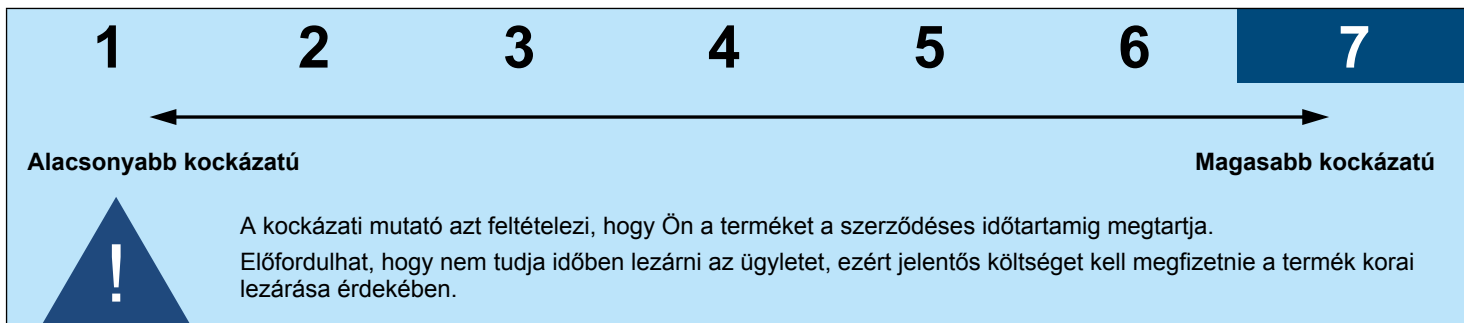 1 2 3 4 5 6 7
Alacsonyabb kockázatú Magasabb kockázatú
!
A kockázati mutató azt feltételezi, hogy Ön a terméket a szerződéses időtartamig megtartja.
Előfordulhat, hogy nem tudja időben lezárni az ügyletet, ezért jelentős költséget kell megfizetnie a termék korai
lezárása érdekében.